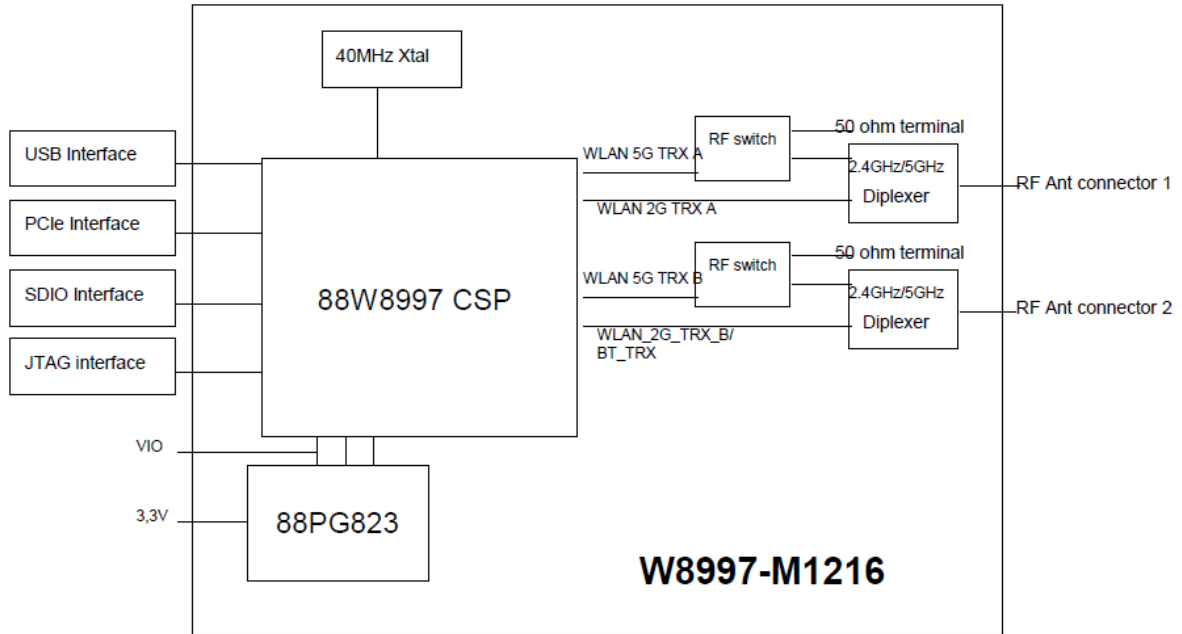 40MHz Xtal
USB Interface
PCIe Interface
SDIO Interface
JTAG interface
88W8997 CSP
VIO
3,3V
88PG823
WLAN 5G TRX A
RF switch
50 ohm terminal
2.4GHz/5GHz
Diplexer
RF Ant connector 1
WLAN 2G TRX A
WLAN 5G TRX B
RF switch
50 ohm terminal
2.4GHz/5GHz
Diplexer
RF Ant connector 2
WLAN_2G_TRX_B/
BT_TRX
W8997-M1216